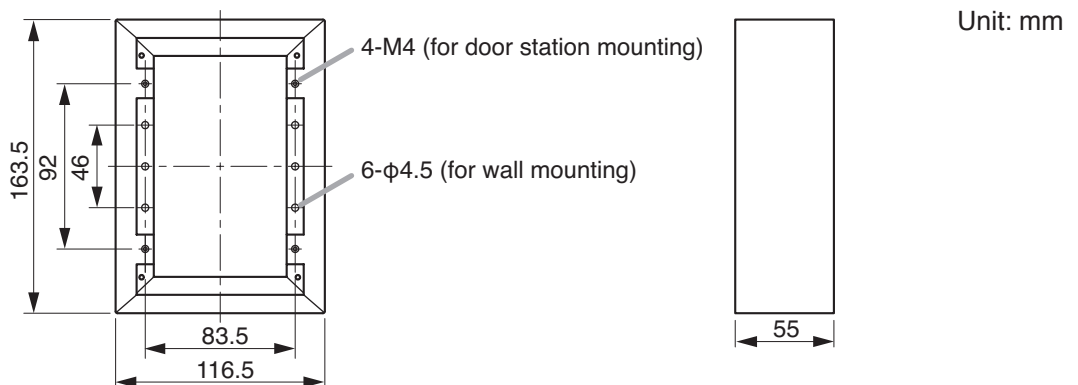 Unit: mm
4-M4 (for door station mounting)
6-φ4.5 (for wall mounting)
163.5
92
46
83.5
116.5
55